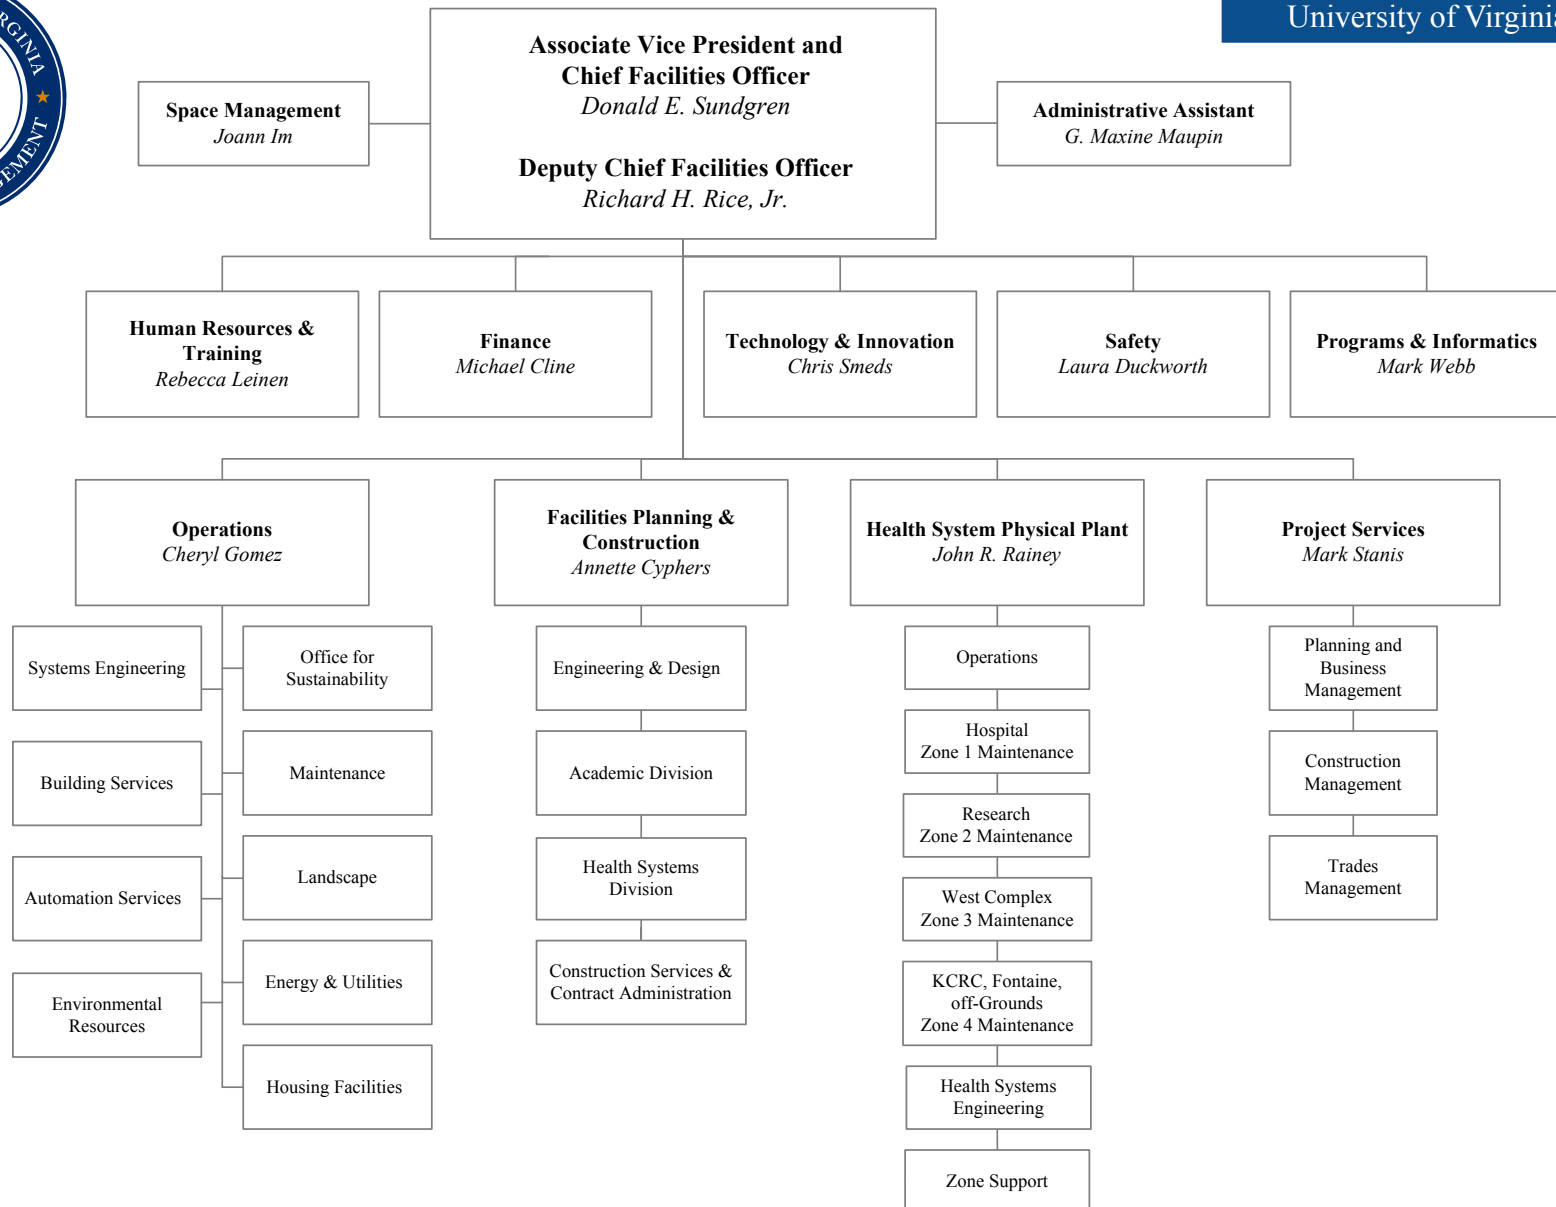 University of Virginia
RGINIA
GEMENT
Associate Vice President and
Chief Facilities Officer
Donald E. Sundgren
Deputy Chief Facilities Officer
Richard H. Rice, Jr.
Space Management
Joann Im
Administrative Assistant
G. Maxine Maupin
Human Resources &
Training
Rebecca Leinen
Finance
Michael Cline
Technology & Innovation
Chris Smeds
Safety
Laura Duckworth
Programs & Informatics
Mark Webb
Operations
Cheryl Gomez
Facilities Planning &
Construction
Annette Cyphers
Health System Physical Plant
John R. Rainey
Project Services
Mark Stanis
Systems Engineering
Office for
Sustainability
Building Services
Maintenance
Automation Services
Landscape
Environmental
Resources
Energy & Utilities
Housing Facilities
Engineering & Design
Academic Division
Health Systems
Division
Construction Services &
Contract Administration
Operations
Hospital
Zone 1 Maintenance
Research
Zone 2 Maintenance
West Complex
Zone 3 Maintenance
KCRC, Fontaine,
off-Grounds
Zone 4 Maintenance
Health Systems
Engineering
Zone Support
Planning and
Business
Management
Construction
Management
Trades
Management